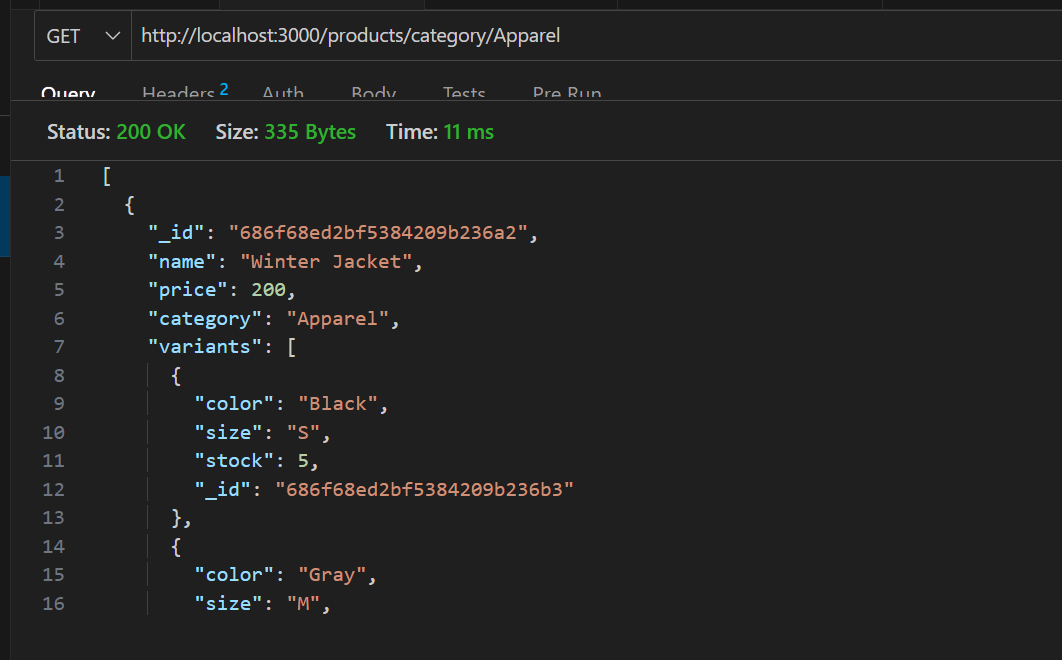 GET http://localhost:3000/products/category/Apparel
Query Headers 2 Auth Body Tests Pre Run
Status: 200 OK Size: 335 Bytes Time: 11 ms
1 [
2 {
3 "_id": "686f68ed2bf5384209b236a2",
4 "name": "Winter Jacket",
5 "price": 200,
6 "category": "Apparel",
7 "variants": [
8 {
9 "color": "Black",
10 "size": "S",
11 "stock": 5,
12 "_id": "686f68ed2bf5384209b236b3"
13 },
14 {
15 "color": "Gray",
16 "size": "M",